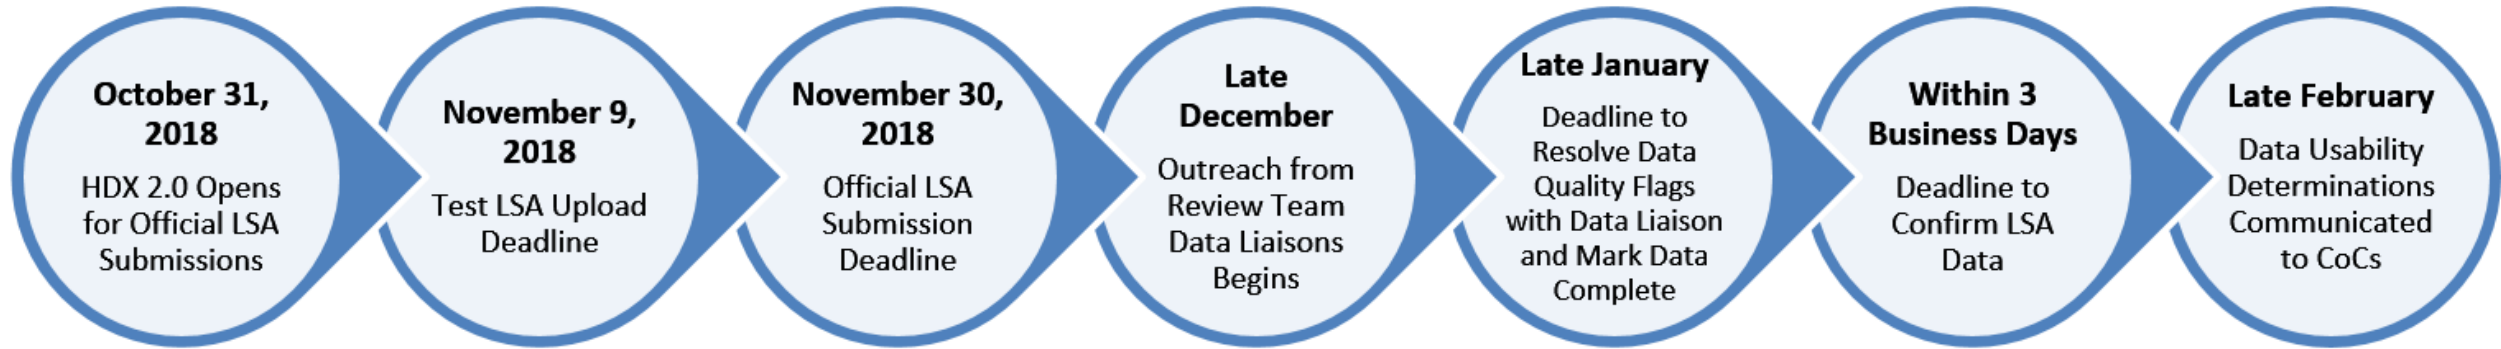 October 31,
2018
HDX 2.0 Opens
for Official LSA
Submissions
November 9,
2018
Test LSA Upload
Deadline
November 30,
2018
Official LSA
Submission
Deadline
Late
December
Outreach from
Review Team
Data Liaisons
Begins
Late January
Deadline to
Resolve Data
Quality Flags
with Data Liaison
and Mark Data
Complete
Within 3
Business Days
Deadline to
Confirm LSA
Data
Late February
Data Usability
Determinations
Communicated
to CoCs